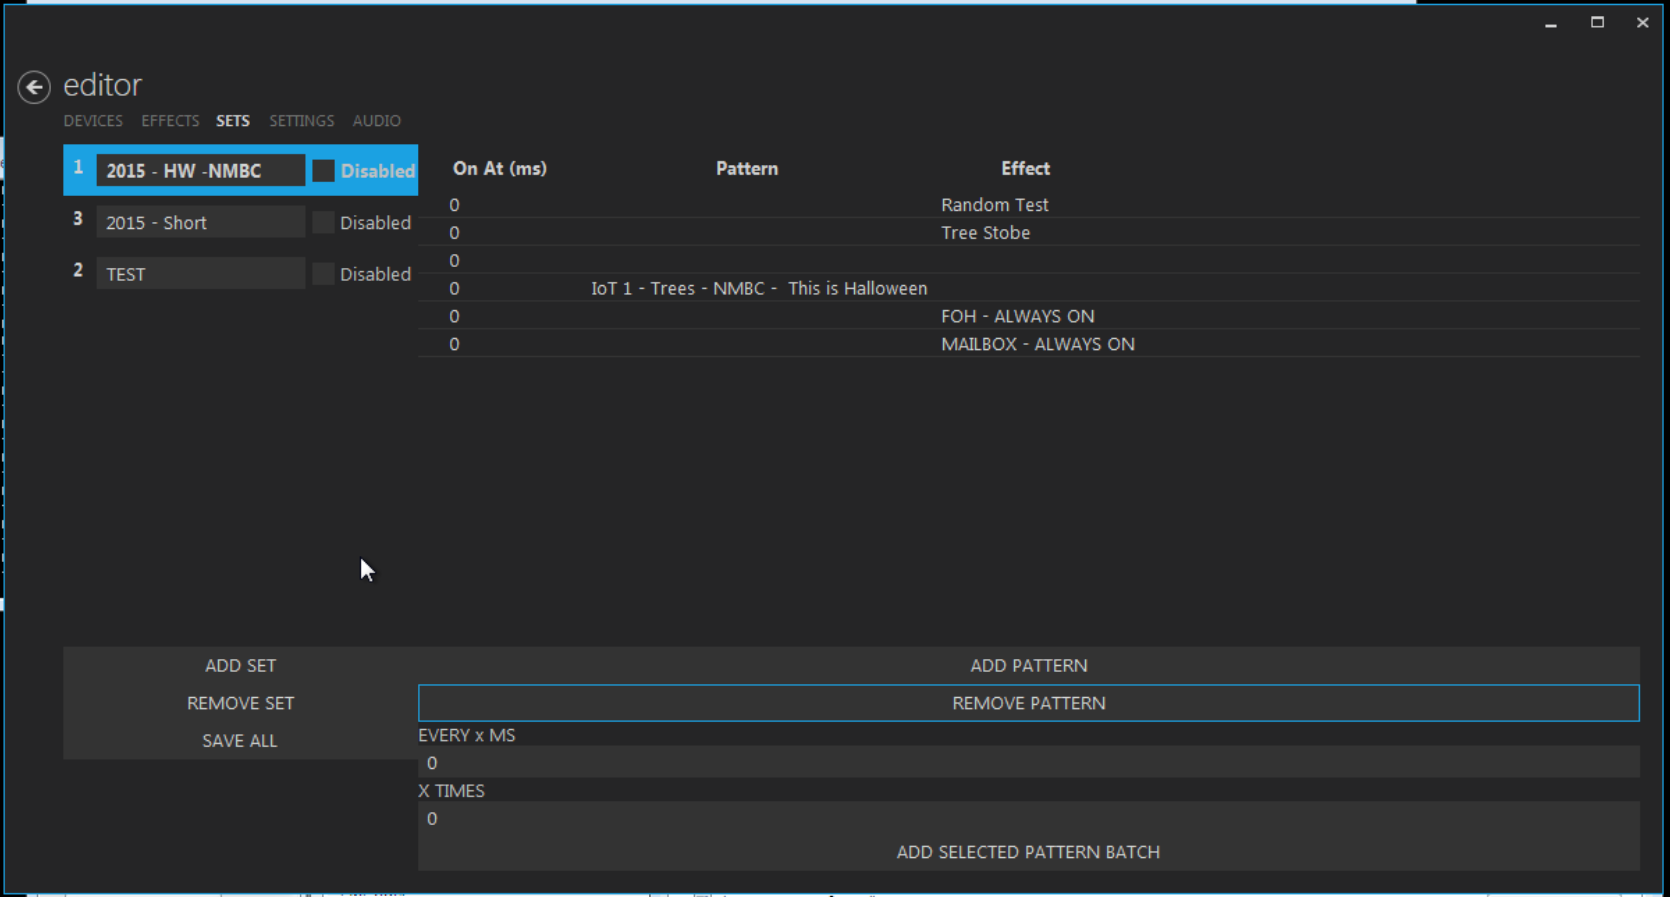 editor
DEVICES EFFECTS SETS SETTINGS AUDIO
1 2015 - HW -NMBC Disabled
3 2015 - Short Disabled
2 TEST Disabled
On At (ms) Pattern Effect
0 Random Test
0 Tree Stobe
0
0 IoT 1 - Trees - NMBC - This is Halloween
0 FOH - ALWAYS ON
0 MAILBOX - ALWAYS ON
ADD SET
REMOVE SET
SAVE ALL
ADD PATTERN
REMOVE PATTERN
EVERY x MS
0
X TIMES
0
ADD SELECTED PATTERN BATCH